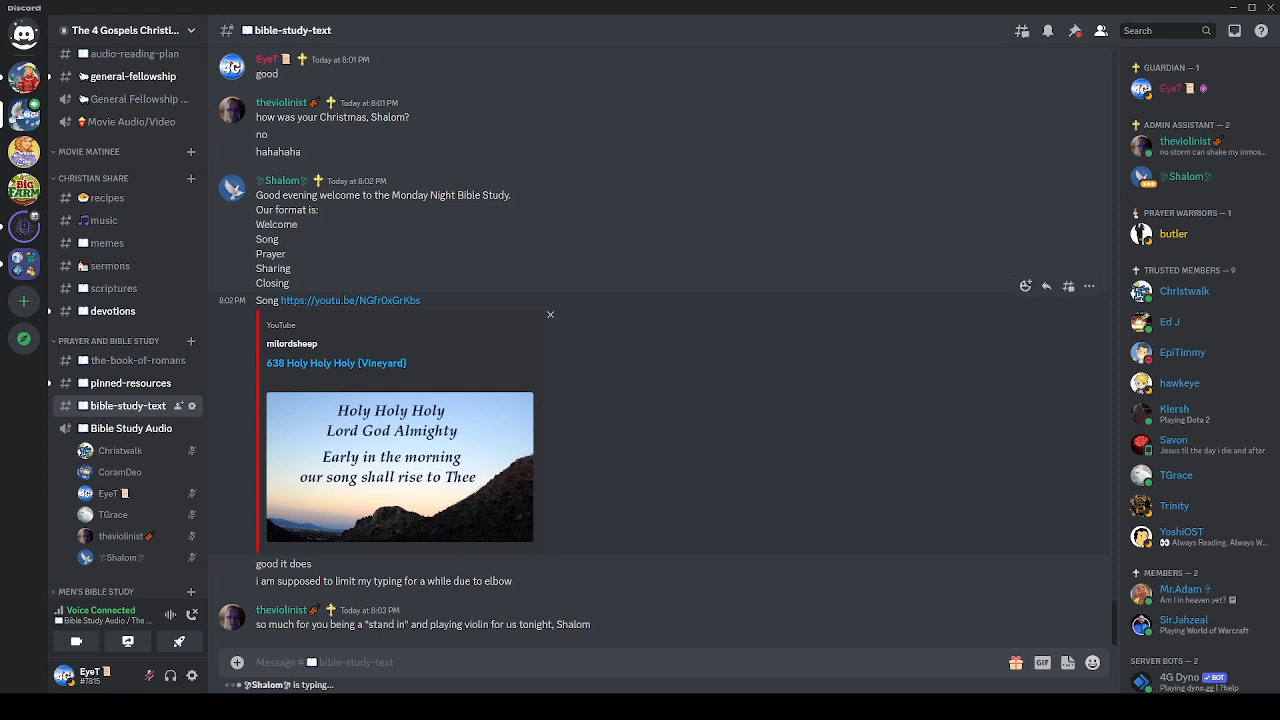 Discord
The 4 Gospels Christi...
audio-reading-plan
general-fellowship
General Fellowship ...
Movie Audio/Video
MOVIE MATINEE
CHRISTIAN SHARE
recipes
music
memes
sermons
scriptures
devotions
PRAYER AND BIBLE STUDY
the-book-of-romans
pinned-resources
bible-study-text
Bible Study Audio
Christwalk
CoramDeo
EyeT
TGrace
theviolinist
Shalom
MEN'S BIBLE STUDY
Voice Connected
Bible Study Audio / The ...
EyeT
#7815
bible-study-text
Search
EyeT Today at 8:01 PM
good
theviolinist Today at 8:01 PM
how was your Christmas, Shalom?
no
hahahaha
Shalom Today at 8:02 PM
Good evening welcome to the Monday Night Bible Study.
Our format is:
Welcome
Song
Prayer
Sharing
Closing
8:02 PM Song https://youtu.be/NGFr0xGrKbs
YouTube
milordsheep
638 Holy Holy Holy {Vineyard}
Holy Holy Holy
Lord God Almighty
Early in the morning
our song shall rise to Thee
good it does
i am supposed to limit my typing for a while due to elbow
theviolinist Today at 8:03 PM
so much for you being a "stand in" and playing violin for us tonight, Shalom
Message # bible-study-text
GIF
Shalom is typing...
GUARDIAN — 1
EyeT
ADMIN ASSISTANT — 2
theviolinist
no storm can shake my inmos...
Shalom
PRAYER WARRIORS — 1
butler
TRUSTED MEMBERS — 9
Christwalk
Ed J
EpiTimmy
hawkeye
Kiersh
Playing Dota 2
Savon
Jesus til the day i die and after
TGrace
Trinity
YoshiOST
Always Reading, Always W...
MEMBERS — 2
Mr.Adam
Am I in heaven yet?
SirJahzeal
Playing World of Warcraft
SERVER BOTS — 2
4G Dyno BOT
Playing dyno.gg | ?help